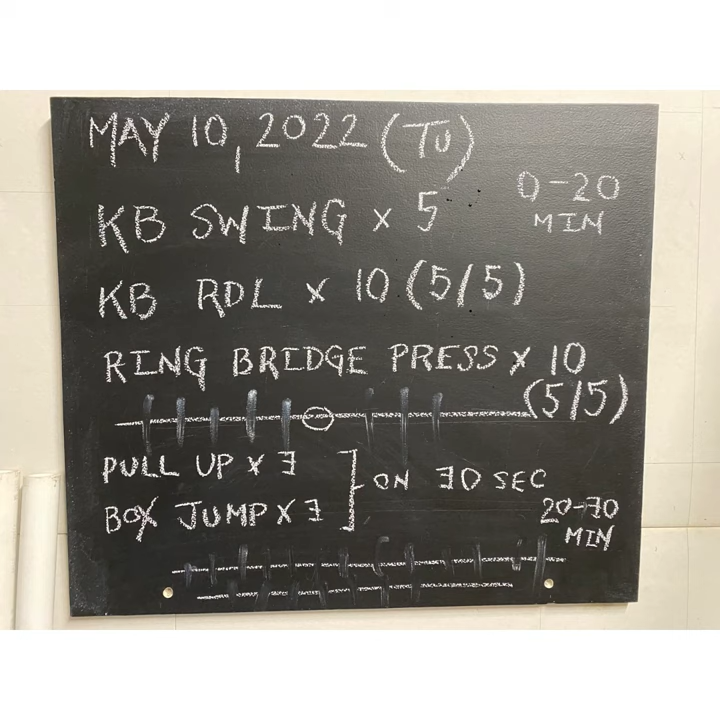 MAY 10, 2022 (TU)
0-20
MIN
KB SWING x 5
KB RDL x 10 (5/5)
RING BRIDGE PRESS x 10
(5/5)
PULL UP x 3
BOX JUMP x 3
ON 30 SEC
20-30
MIN